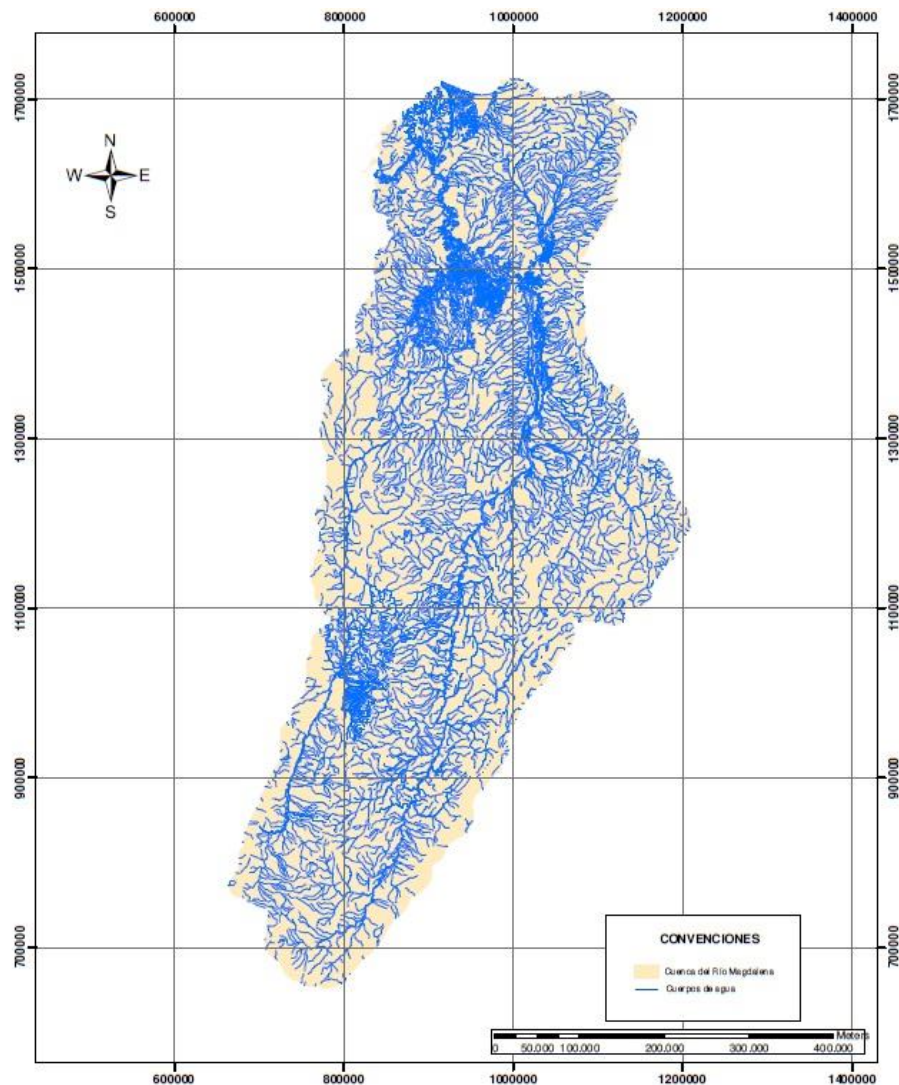 600000 800000 1000000 1200000 1400000
1700000 1700000
N
W E
S
1500000 1500000
1300000 1300000
1100000 1100000
900000 900000
700000 700000
CONVENCIONES
Cuenca del Río Magdalena
Cuerpos de agua
Meters
0 50.000 100.000 200.000 300.000 400.000
600000 800000 1000000 1200000 1400000